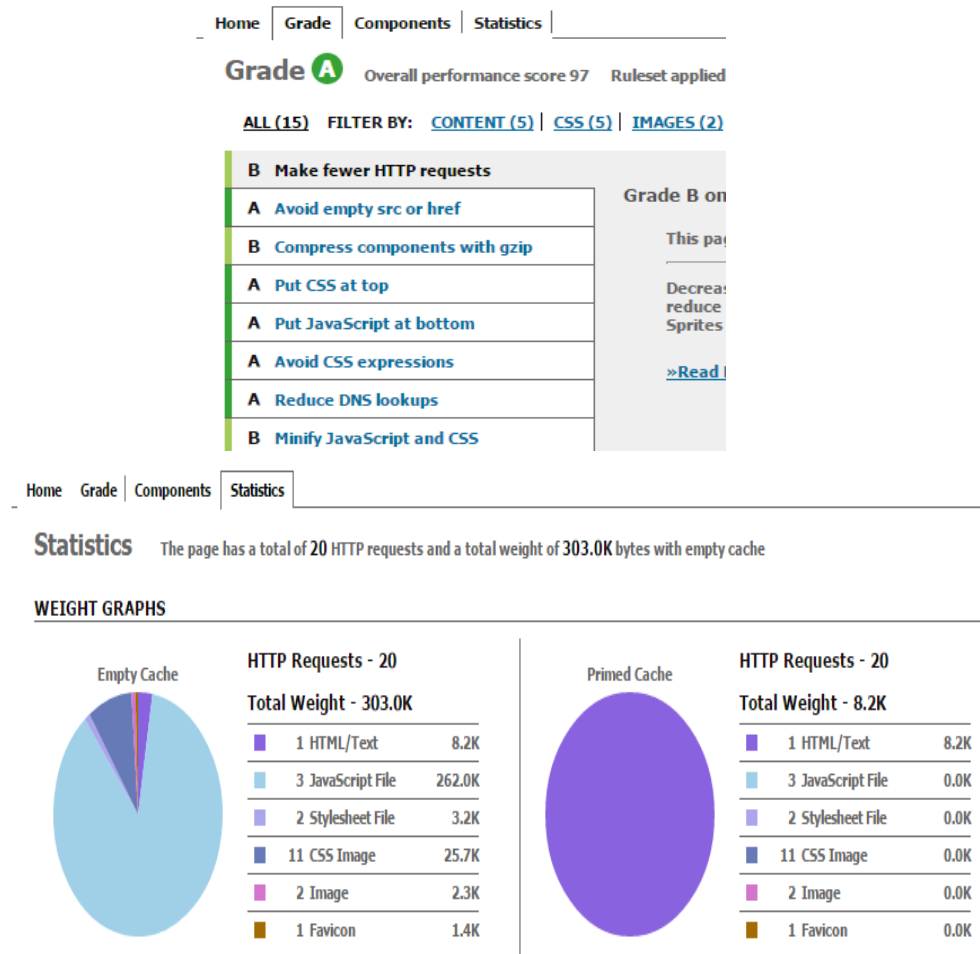 Home Grade Components Statistics
Grade A Overall performance score 97 Ruleset applied
ALL (15) FILTER BY: CONTENT (5) CSS (5) IMAGES (2)
B Make fewer HTTP requests
A Avoid empty src or href
B Compress components with gzip
A Put CSS at top
A Put JavaScript at bottom
A Avoid CSS expressions
A Reduce DNS lookups
B Minify JavaScript and CSS
Grade B on
This pag
Decreas
reduce
Sprites
»Read
Home Grade Components Statistics
Statistics The page has a total of 20 HTTP requests and a total weight of 303.0K bytes with empty cache
WEIGHT GRAPHS
Empty Cache
HTTP Requests - 20
Total Weight - 303.0K
1 HTML/Text 8.2K
3 JavaScript File 262.0K
2 Stylesheet File 3.2K
11 CSS Image 25.7K
2 Image 2.3K
1 Favicon 1.4K
Primed Cache
HTTP Requests - 20
Total Weight - 8.2K
1 HTML/Text 8.2K
3 JavaScript File 0.0K
2 Stylesheet File 0.0K
11 CSS Image 0.0K
2 Image 0.0K
1 Favicon 0.0K